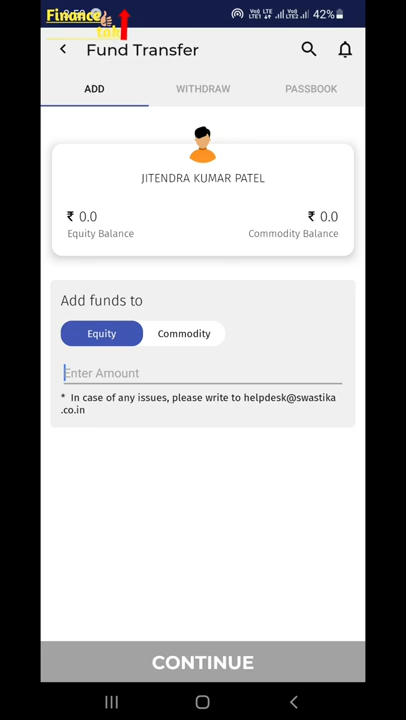 Finance
tak
42%
Fund Transfer
ADD
WITHDRAW
PASSBOOK
JITENDRA KUMAR PATEL
₹ 0.0
₹ 0.0
Equity Balance
Commodity Balance
Add funds to
Equity
Commodity
Enter Amount
* In case of any issues, please write to helpdesk@swastika
.co.in
CONTINUE